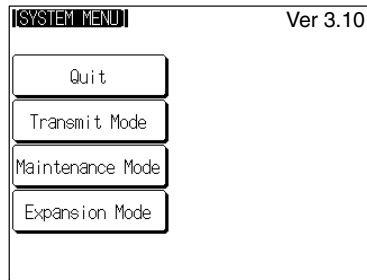 [SYSTEM MENU] Ver 3.10
Quit
Transmit Mode
Maintenance Mode
Expansion Mode